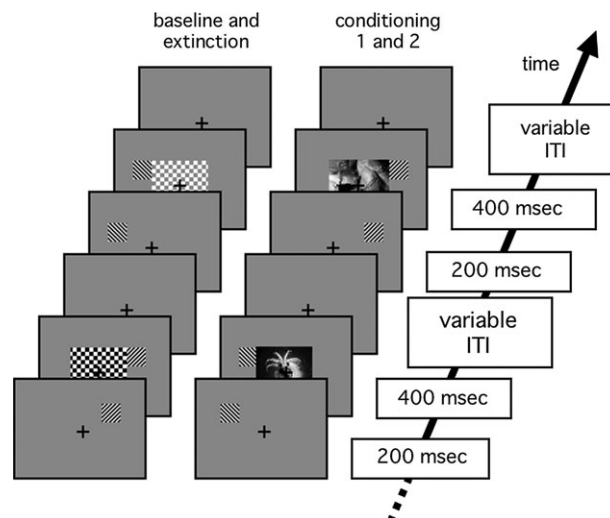 baseline and
extinction
conditioning
1 and 2
time
variable
ITI
400 msec
200 msec
variable
ITI
400 msec
200 msec